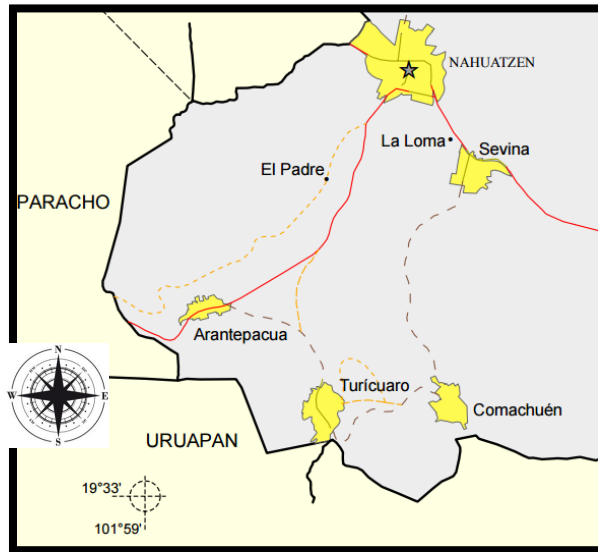 NAHUATZEN
La Loma
Sevina
El Padre
PARACHO
Arantepacua
N
W
E
S
Turícuaro
Comachuén
URUAPAN
19°33'
101°59'